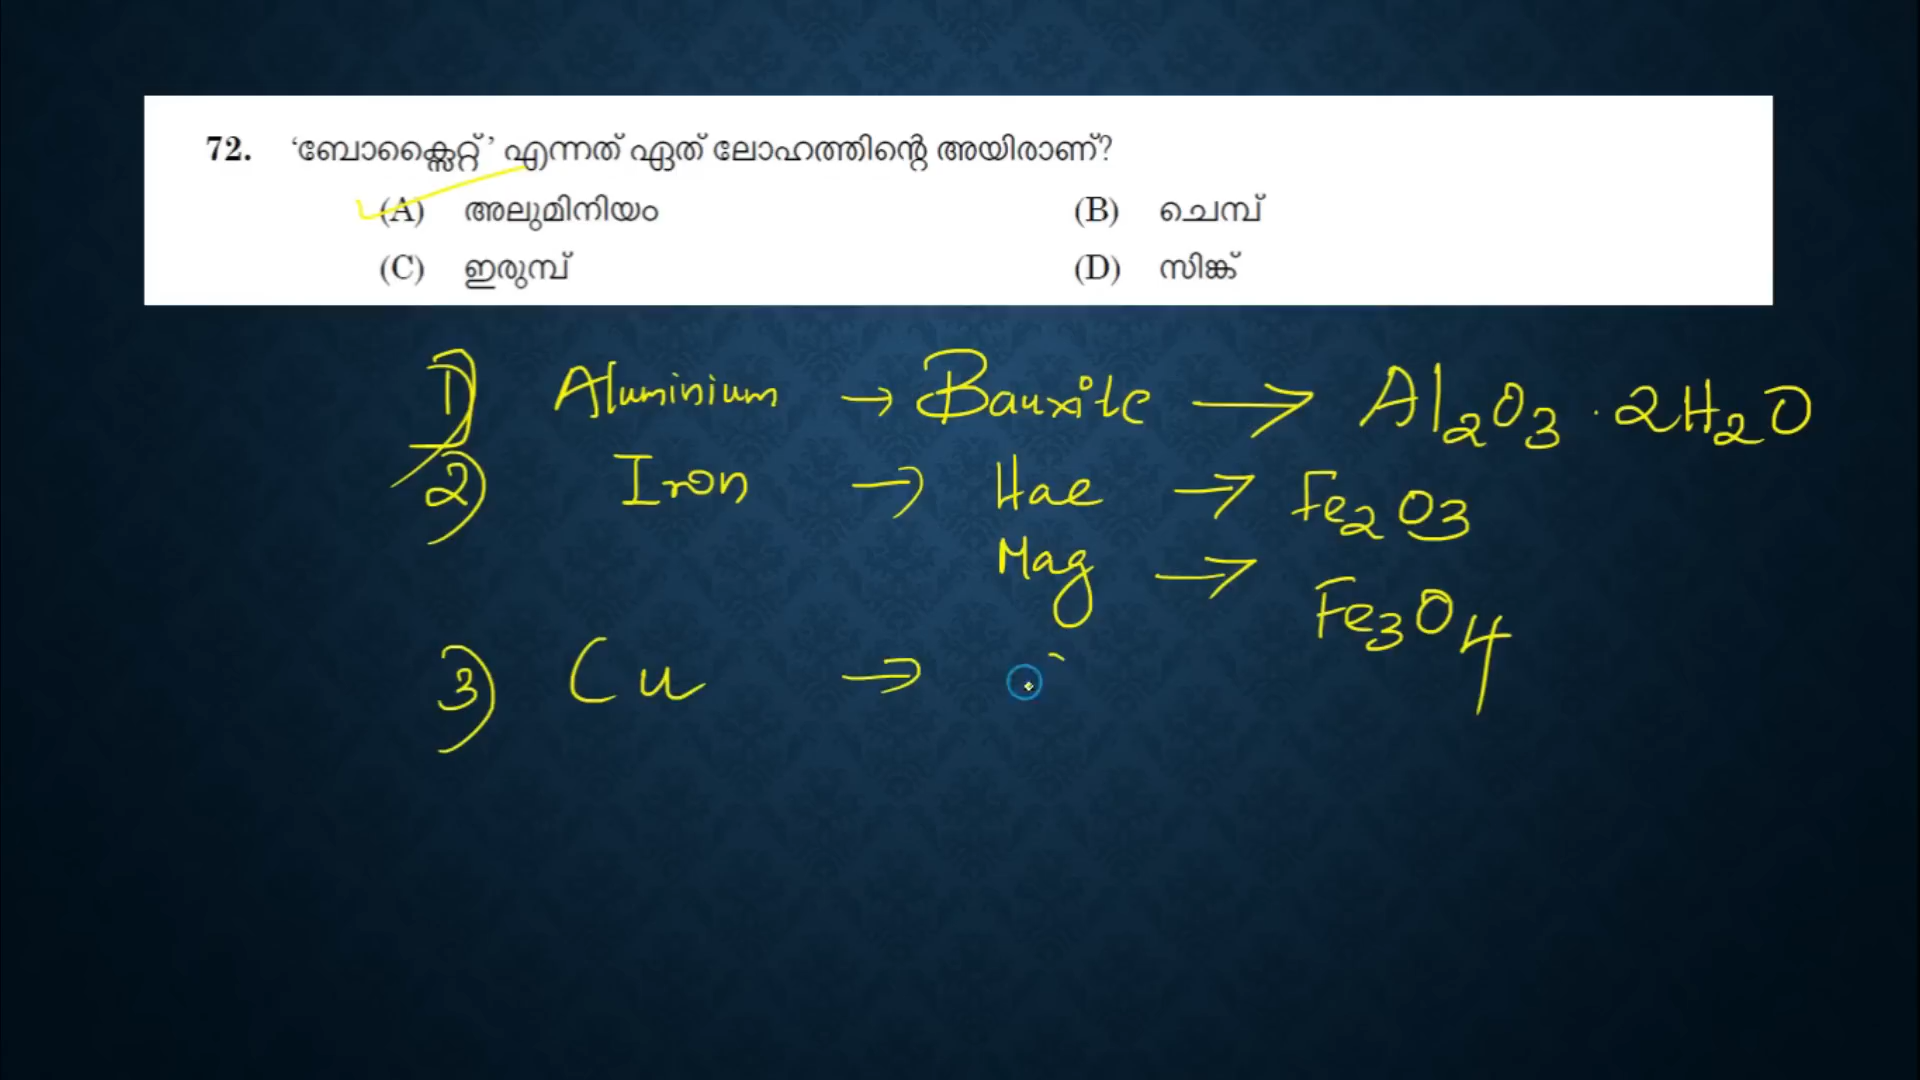 72. ‘ബോക്സൈറ്റ്’ എന്നത് ഏത് ലോഹത്തിന്റെ അയിരാണ്?
(A) അലുമിനിയം (B) ചെമ്പ്
(C) ഇരുമ്പ് (D) സിങ്ക്
1) Aluminium → Bauxite → Al₂O₃ · 2H₂O
2) Iron → Hae → Fe₂O₃
Mag → Fe₃O₄
3) Cu →